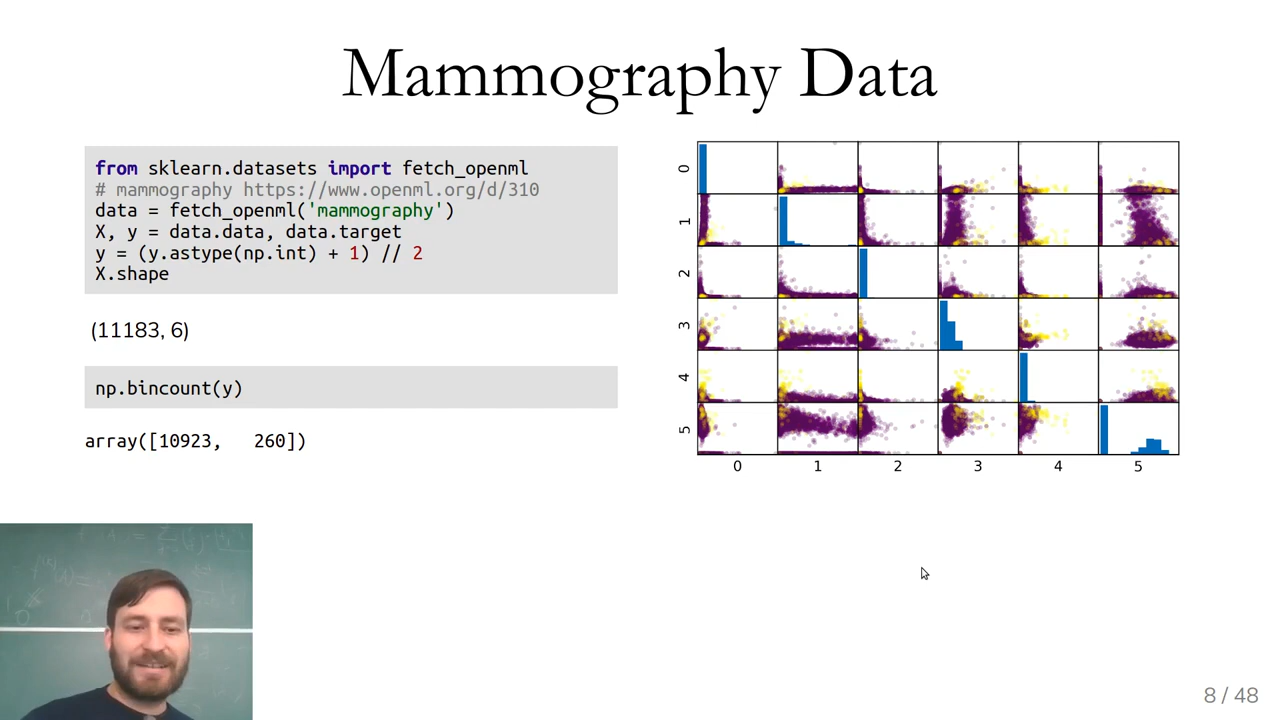 Mammography Data
from sklearn.datasets import fetch_openml
# mammography https://www.openml.org/d/310
data = fetch_openml('mammography')
X, y = data.data, data.target
y = (y.astype(np.int) + 1) // 2
X.shape
(11183, 6)
np.bincount(y)
array([10923,   260])
0
1
2
3
4
5
0 1 2 3 4 5
8 / 48